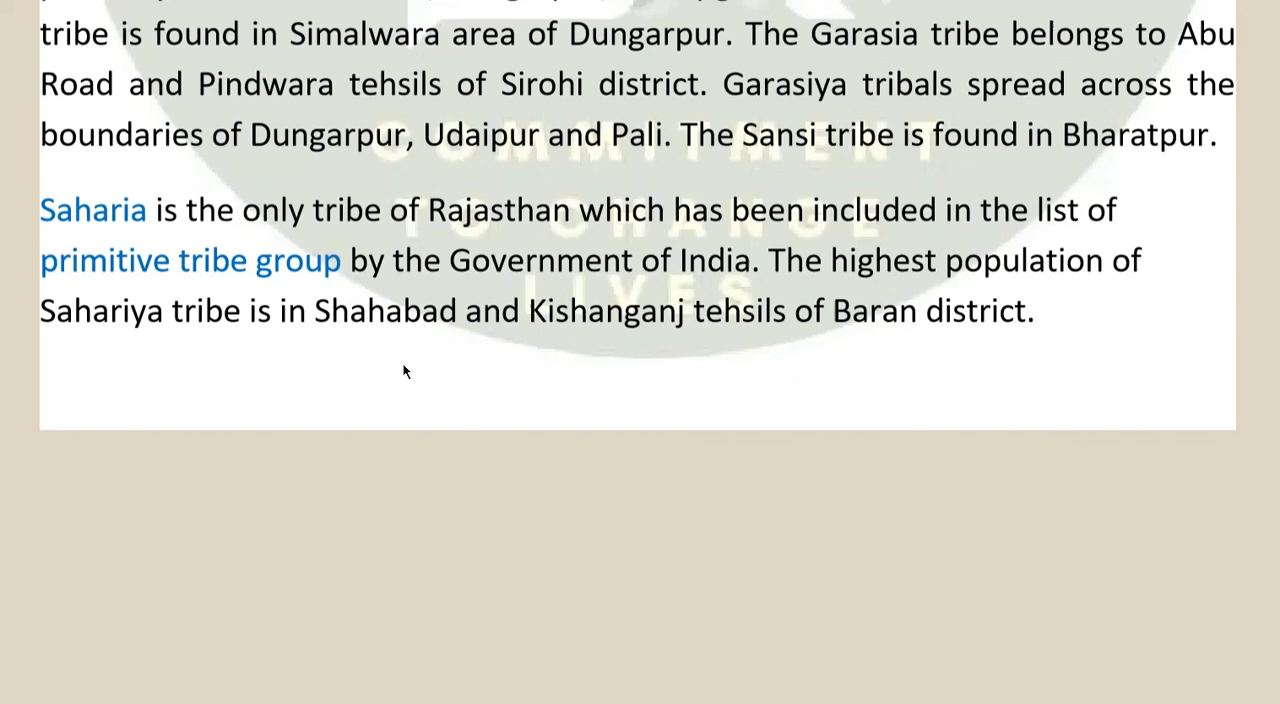 tribe is found in Simalwara area of Dungarpur. The Garasia tribe belongs to Abu
Road and Pindwara tehsils of Sirohi district. Garasiya tribals spread across the
boundaries of Dungarpur, Udaipur and Pali. The Sansi tribe is found in Bharatpur.
COMMITMENT
Saharia is the only tribe of Rajasthan which has been included in the list of
TO CHANGE
primitive tribe group by the Government of India. The highest population of
LIVES
Sahariya tribe is in Shahabad and Kishanganj tehsils of Baran district.